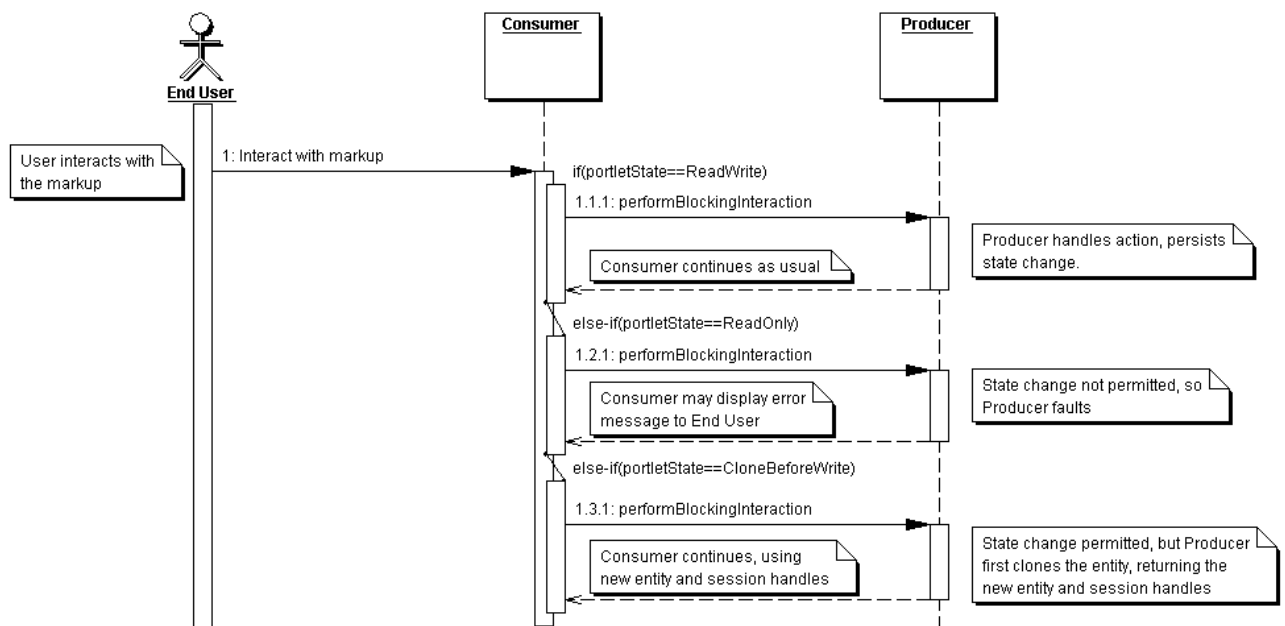 Consumer
Producer
End User
User interacts with
the markup
1: Interact with markup
if(portletState==ReadWrite)
1.1.1: performBlockingInteraction
Producer handles action, persists
state change.
Consumer continues as usual
else-if(portletState==ReadOnly)
1.2.1: performBlockingInteraction
State change not permitted, so
Producer faults
Consumer may display error
message to End User
else-if(portletState==CloneBeforeWrite)
1.3.1: performBlockingInteraction
State change permitted, but Producer
first clones the entity, returning the
new entity and session handles
Consumer continues, using
new entity and session handles